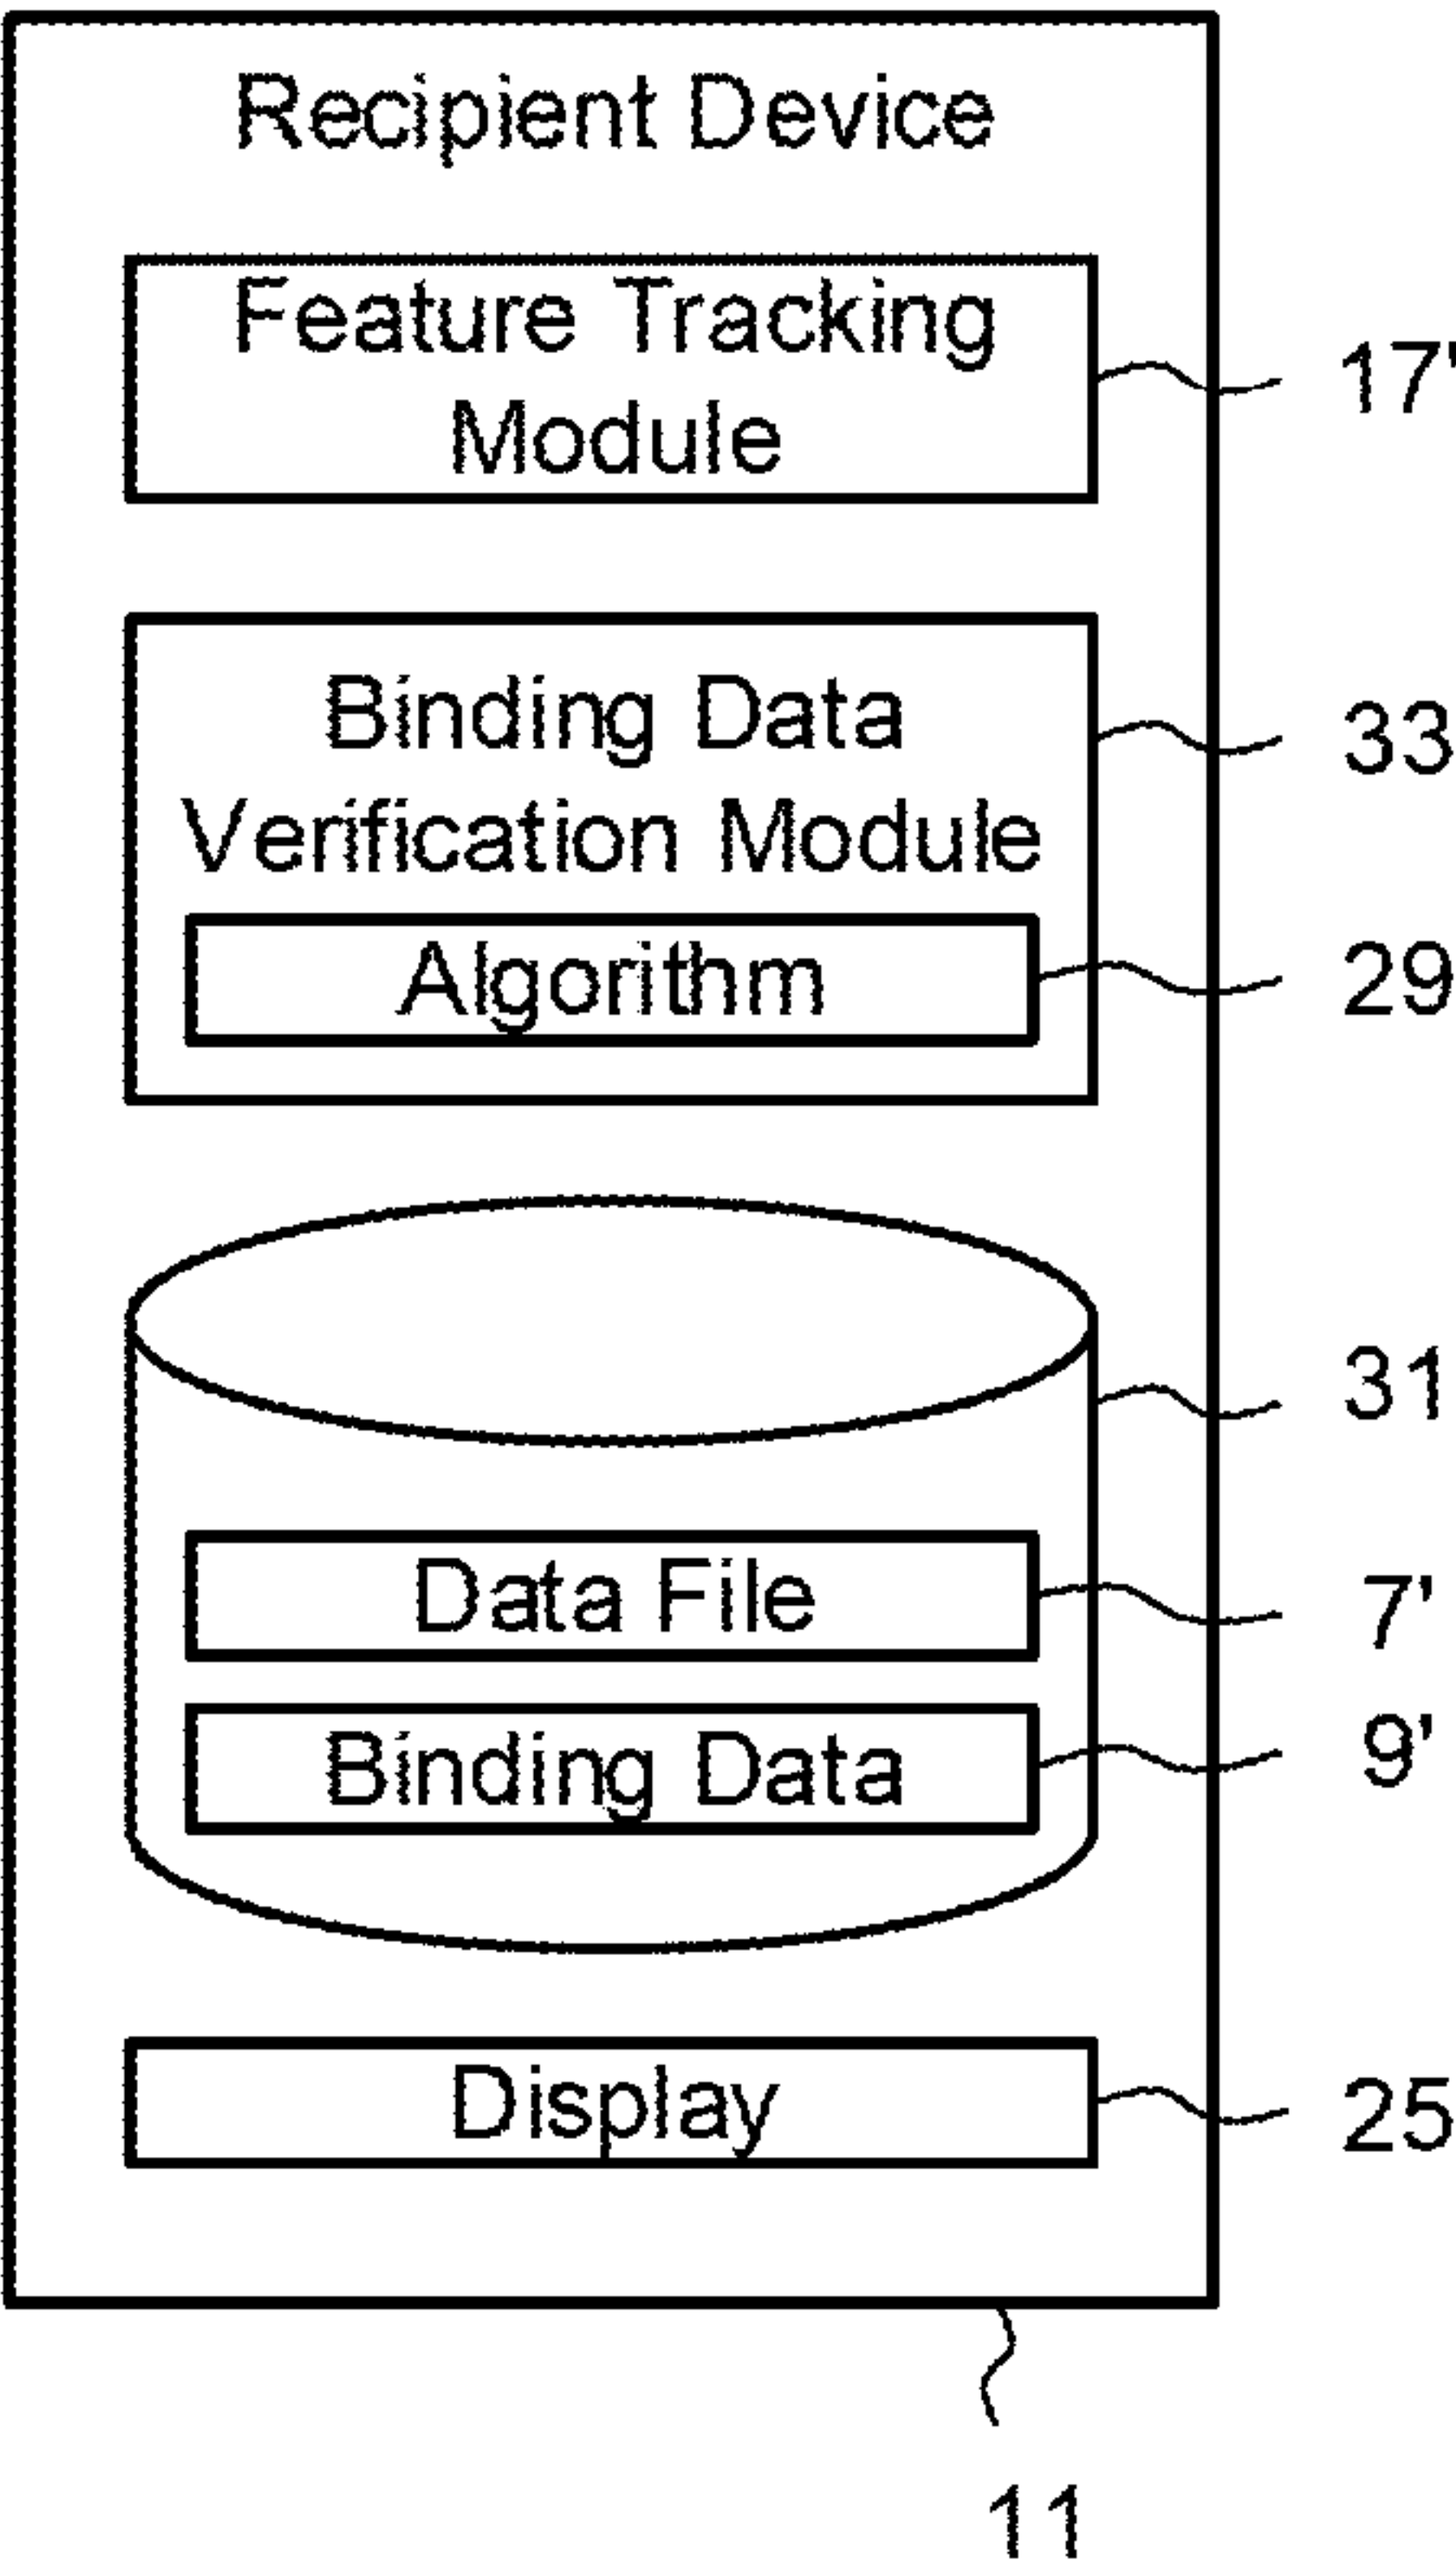 Recipient Device
Feature Tracking
Module
17'
Binding Data
Verification Module
33
Algorithm
29
31
Data File
7'
Binding Data
9'
Display
25
11